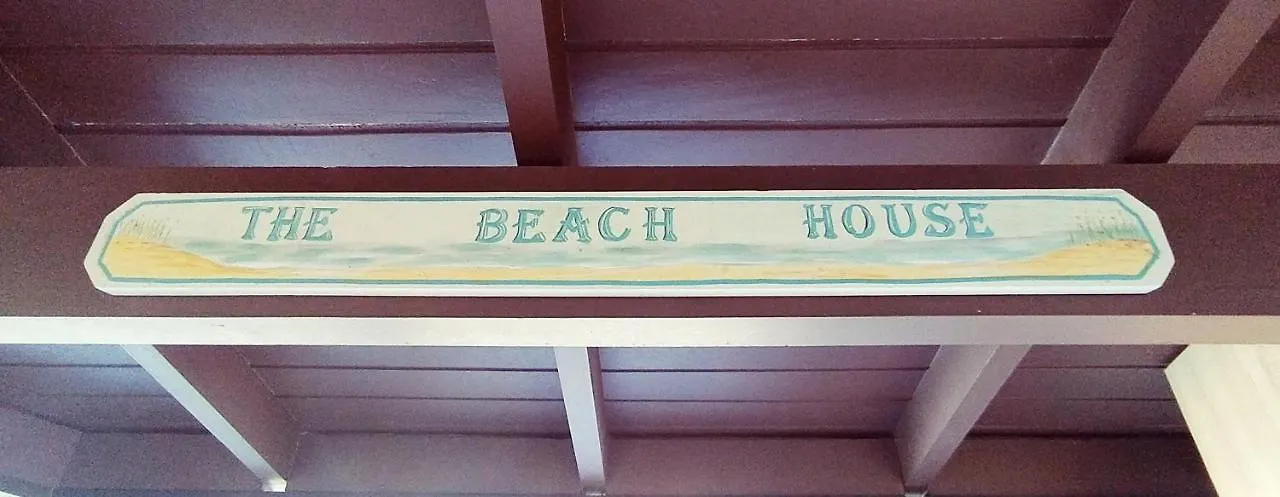 THE BEACH HOUSE